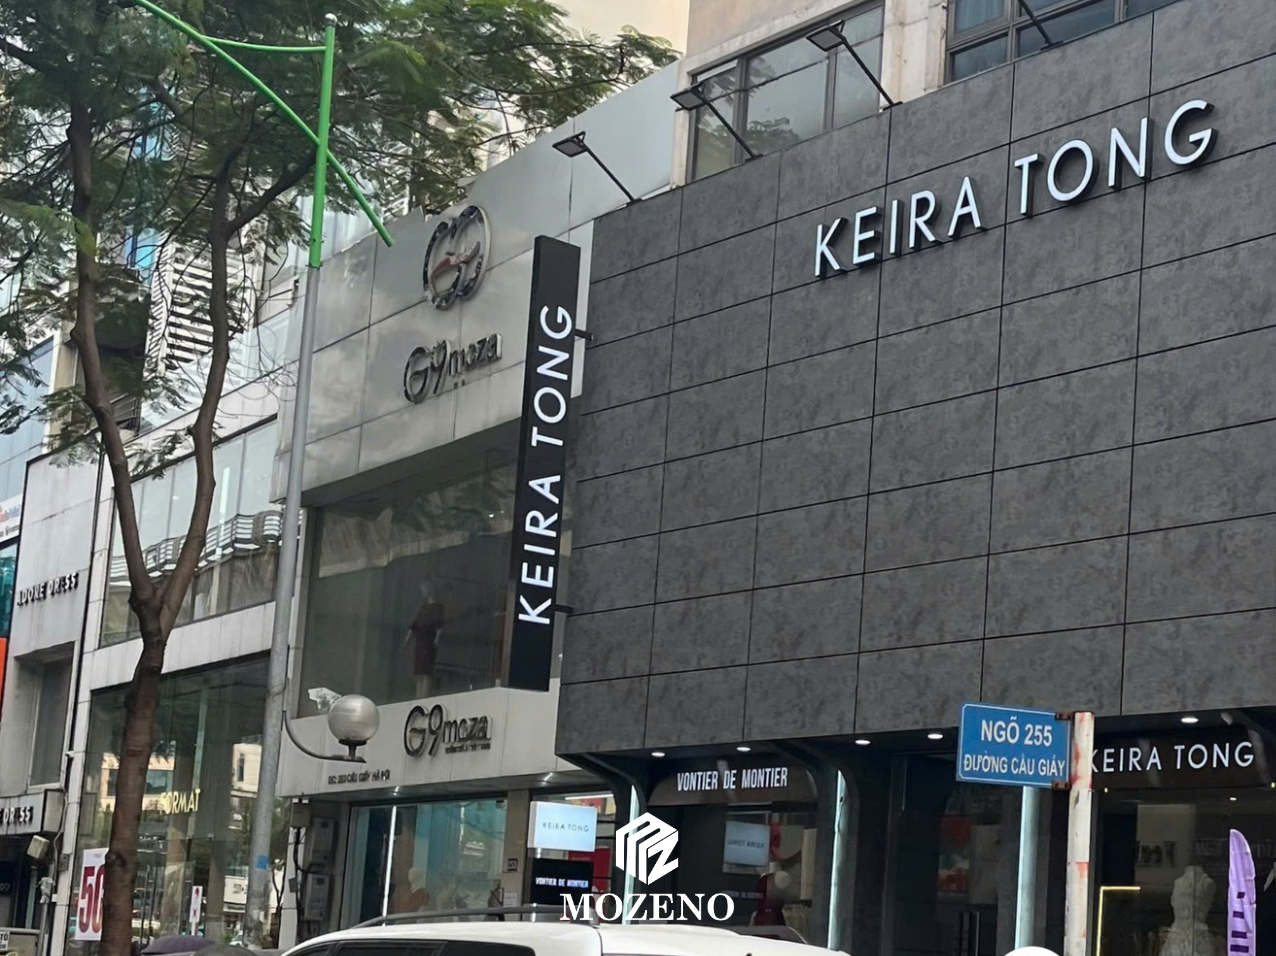 KEIRA TONG
KEIRA TONG
G9moza
G9moza
ADORE DRESS
VONTIER DE MONTIER
NGÕ 255
ĐƯỜNG CẦU GIẤY
KEIRA TONG
KEIRA TONG
VONTIER DE MONTIER
FORMAT
50
MOZENO